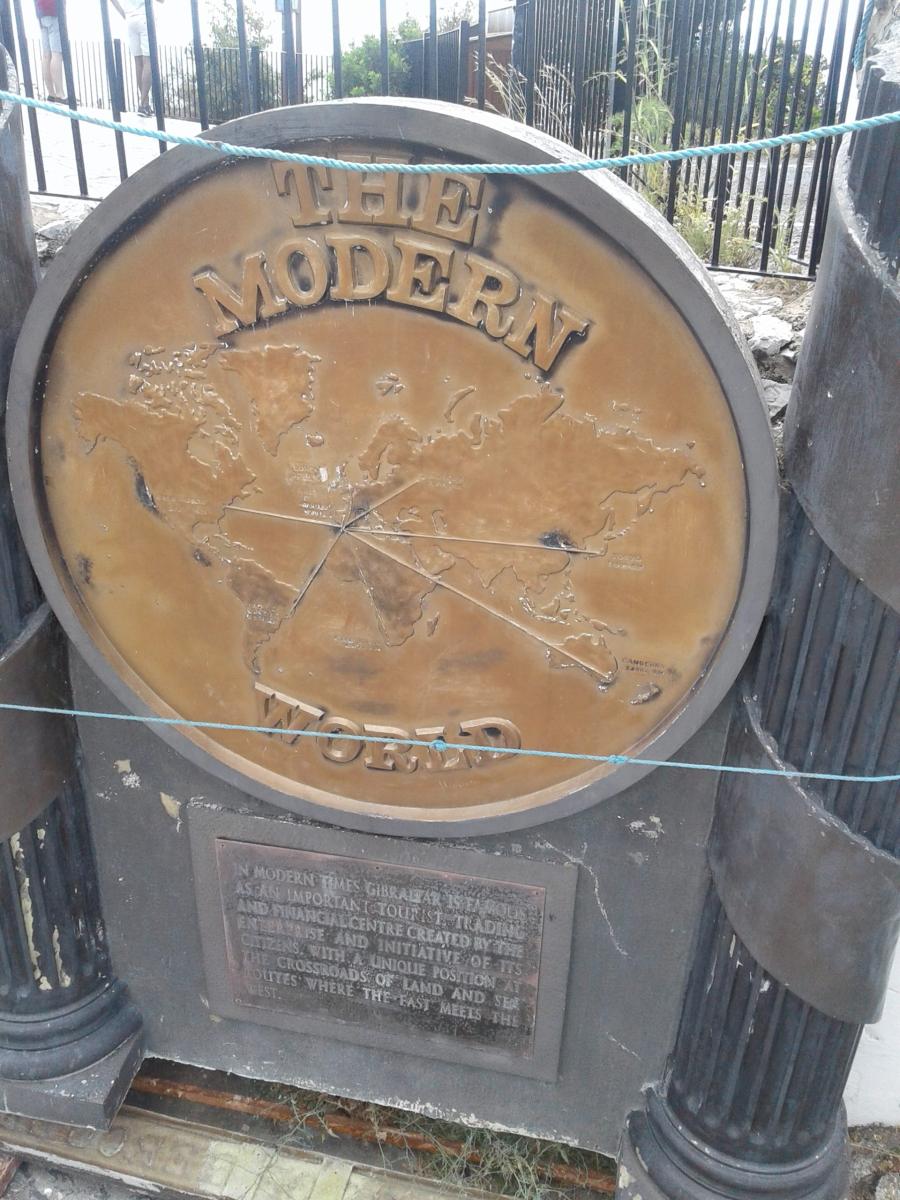 THE
MODERN
WORLD
IN MODERN TIMES GIBRALTAR IS FAMOUS
AS AN IMPORTANT TOURIST, TRADING
AND FINANCIAL CENTRE CREATED BY THE
ENTERPRISE AND INITIATIVE OF ITS
CITIZENS, WITH A UNIQUE POSITION AT
THE CROSSROADS OF LAND AND SEA
ROUTES WHERE THE EAST MEETS THE
WEST.